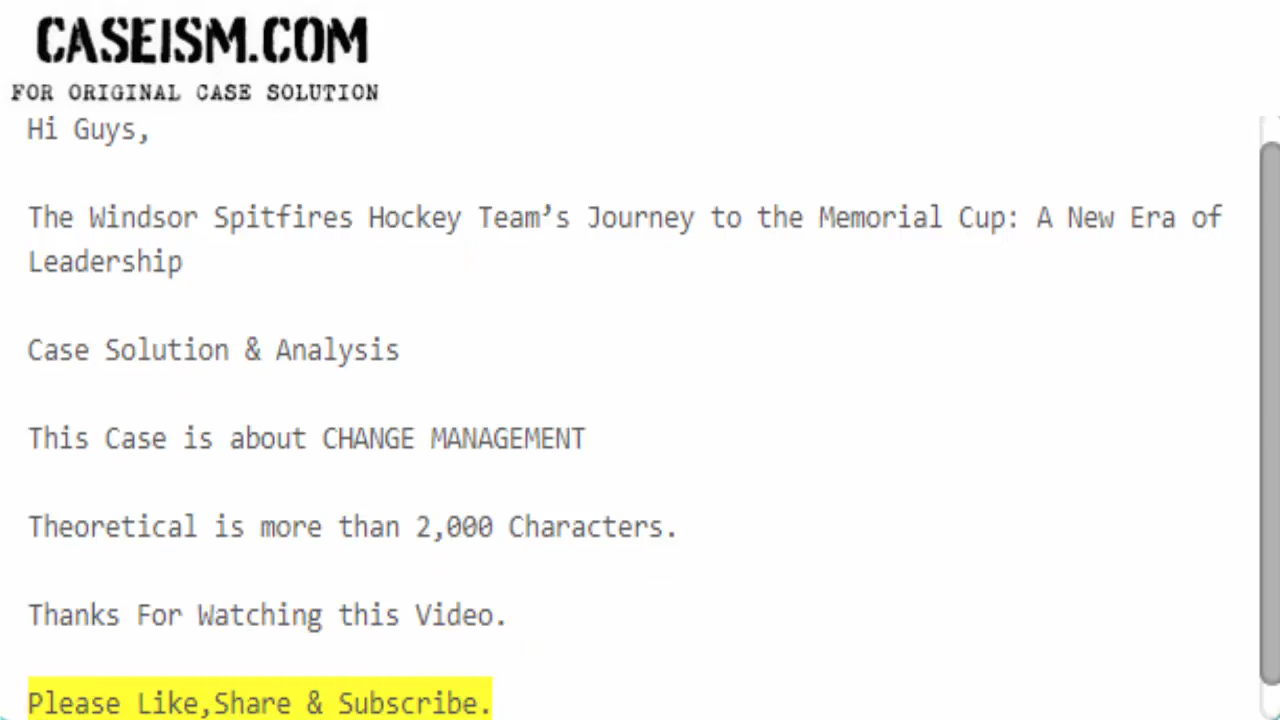 CASEISM.COM
FOR ORIGINAL CASE SOLUTION
Hi Guys,
The Windsor Spitfires Hockey Team’s Journey to the Memorial Cup: A New Era of
Leadership
Case Solution & Analysis
This Case is about CHANGE MANAGEMENT
Theoretical is more than 2,000 Characters.
Thanks For Watching this Video.
Please Like,Share & Subscribe.